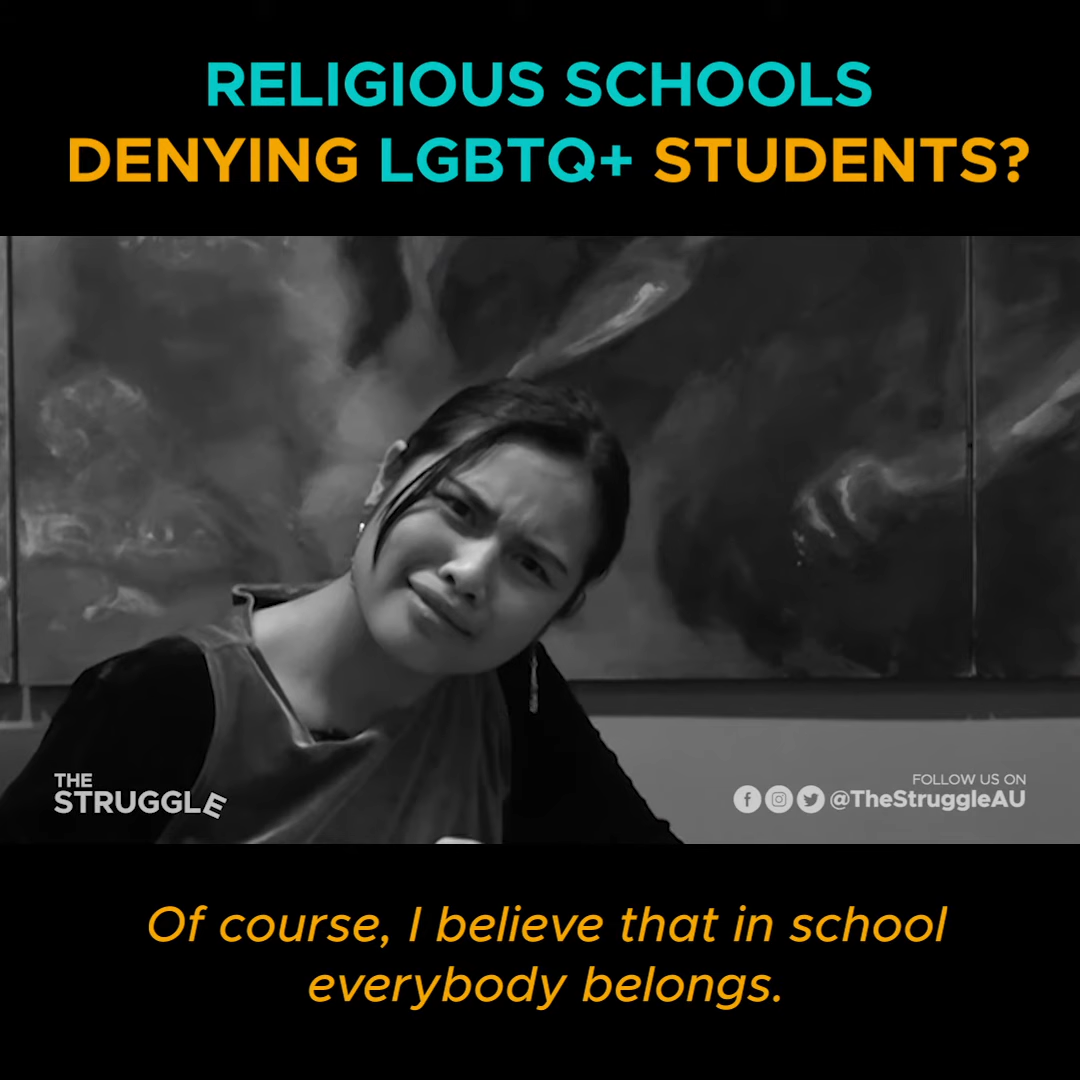 RELIGIOUS SCHOOLS
DENYING LGBTQ+ STUDENTS?
THE
STRUGGLE
FOLLOW US ON
@TheStruggleAU
Of course, I believe that in school
everybody belongs.